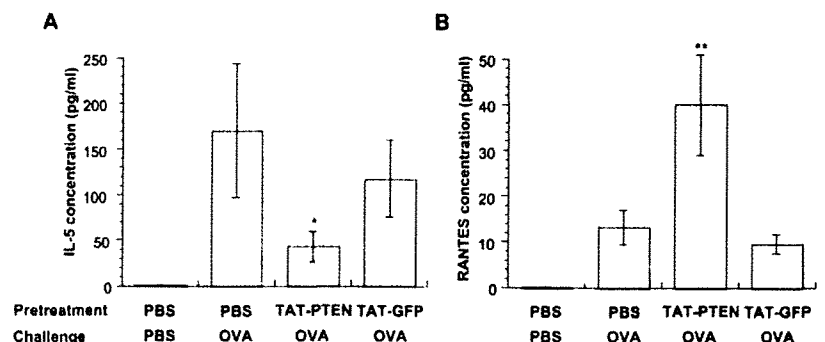 A
IL-5 concentration (pg/ml)
250
200
150
100
50
0
*
Pretreatment PBS PBS TAT-PTEN TAT-GFP
Challenge PBS OVA OVA OVA
B
RANTES concentration (pg/ml)
50
40
30
20
10
0
**
PBS PBS TAT-PTEN TAT-GFP
PBS OVA OVA OVA